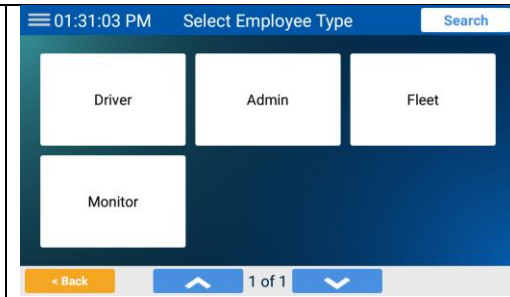 01:31:03 PM Select Employee Type Search
Driver Admin Fleet
Monitor
< Back 1 of 1